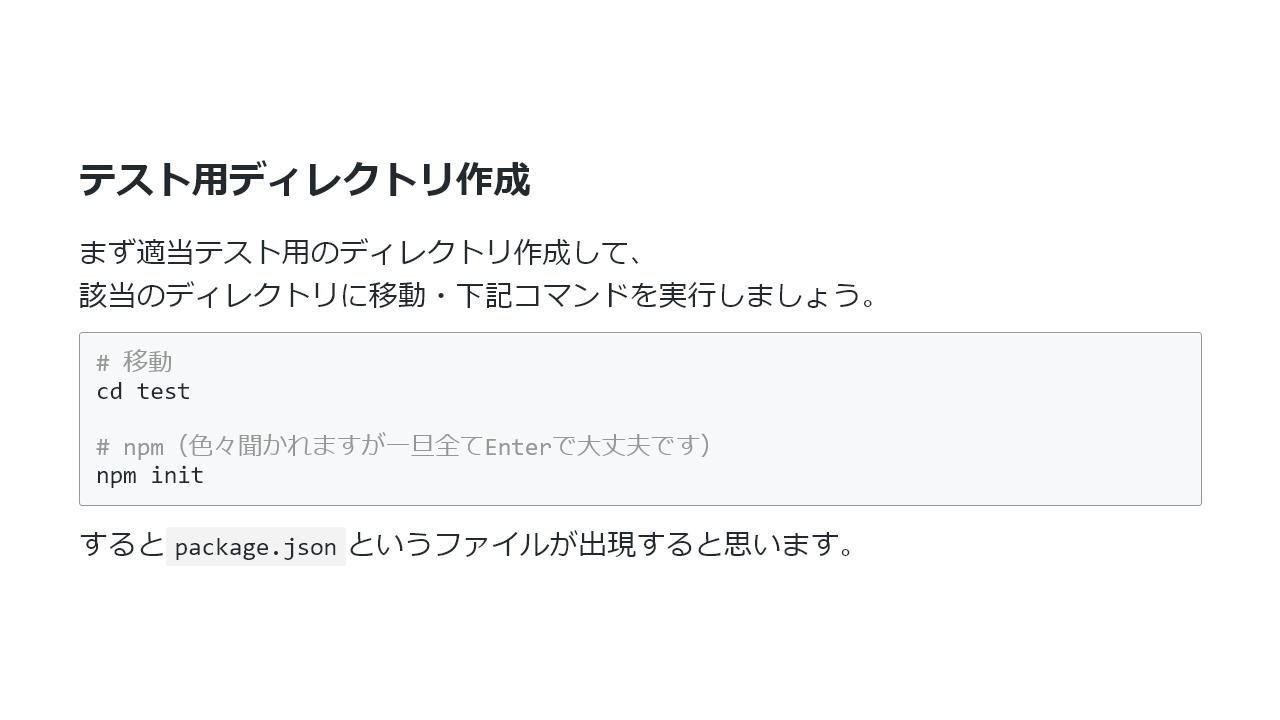 テスト用ディレクトリ作成
まず適当テスト用のディレクトリ作成して、
該当のディレクトリに移動・下記コマンドを実行しましょう。
# 移動
cd test
# npm（色々聞かれますが一旦全てEnterで大丈夫です）
npm init
するとpackage.jsonというファイルが出現すると思います。